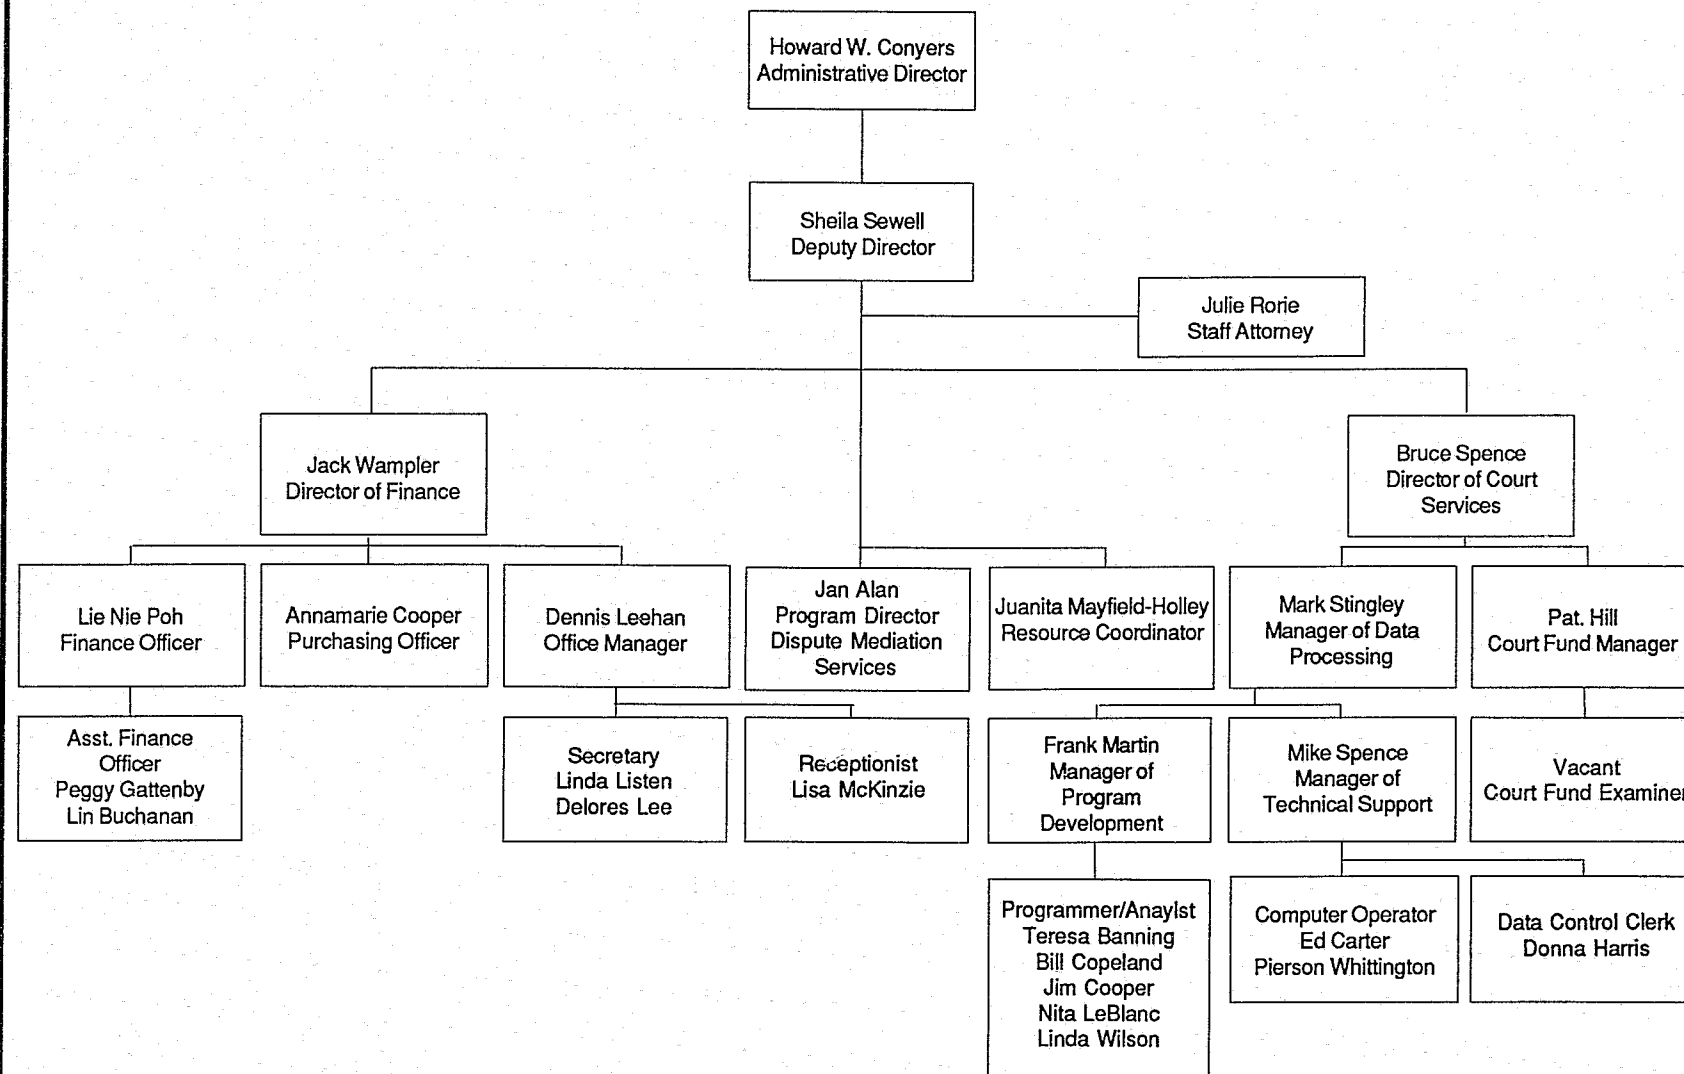 Howard W. Conyers
Administrative Director
Sheila Sewell
Deputy Director
Julie Rorie
Staff Attorney
Jack Wampler
Director of Finance
Bruce Spence
Director of Court
Services
Lie Nie Poh
Finance Officer
Annamarie Cooper
Purchasing Officer
Dennis Leehan
Office Manager
Jan Alan
Program Director
Dispute Mediation
Services
Juanita Mayfield-Holley
Resource Coordinator
Mark Stingley
Manager of Data
Processing
Pat. Hill
Court Fund Manager
Asst. Finance
Officer
Peggy Gattenby
Lin Buchanan
Secretary
Linda Listen
Delores Lee
Receptionist
Lisa McKinzie
Frank Martin
Manager of
Program
Development
Mike Spence
Manager of
Technical Support
Vacant
Court Fund Examiner
Programmer/Anaylst
Teresa Banning
Bill Copeland
Jim Cooper
Nita LeBlanc
Linda Wilson
Computer Operator
Ed Carter
Pierson Whittington
Data Control Clerk
Donna Harris